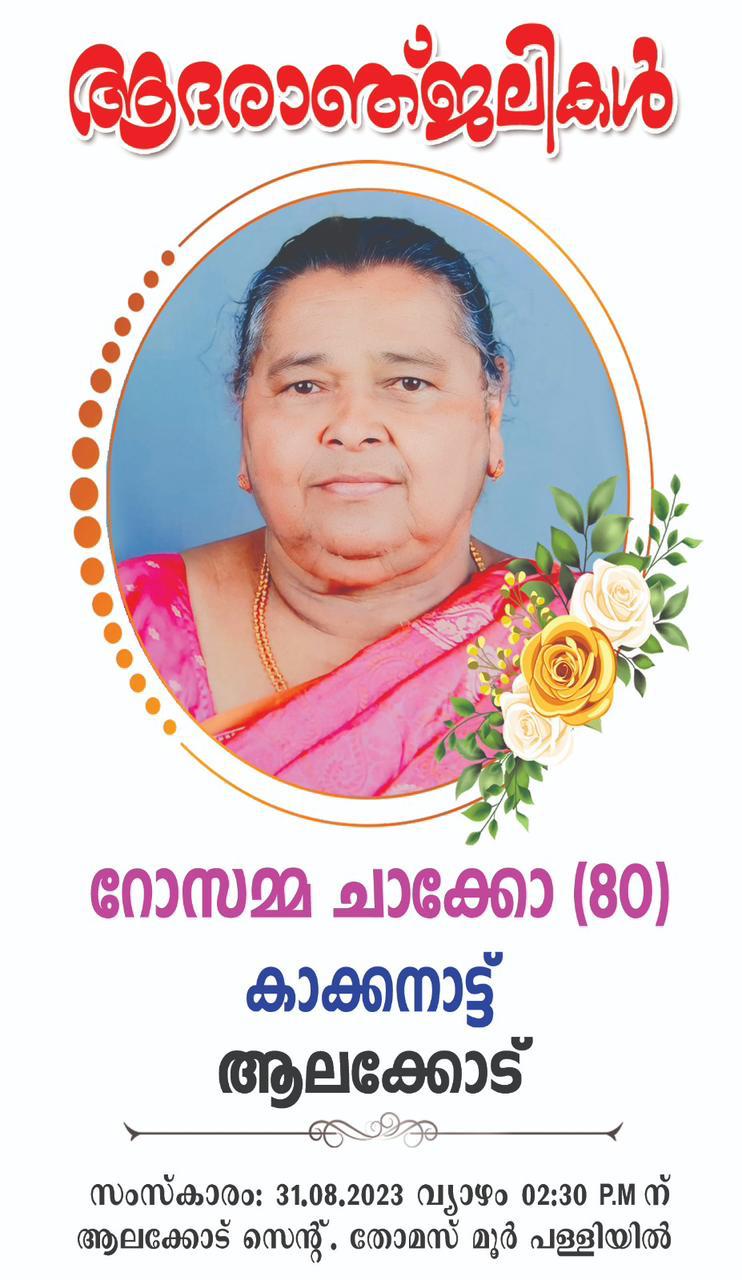 ആദരാഞ്ജലികൾ
റോസമ്മ ചാക്കോ (80)
കാക്കനാട്ട്
ആലക്കോട്
സംസ്കാരം: 31.08.2023 വ്യാഴം 02:30 P.M ന്
ആലക്കോട് സെന്റ്. തോമസ് മൂർ പള്ളിയിൽ